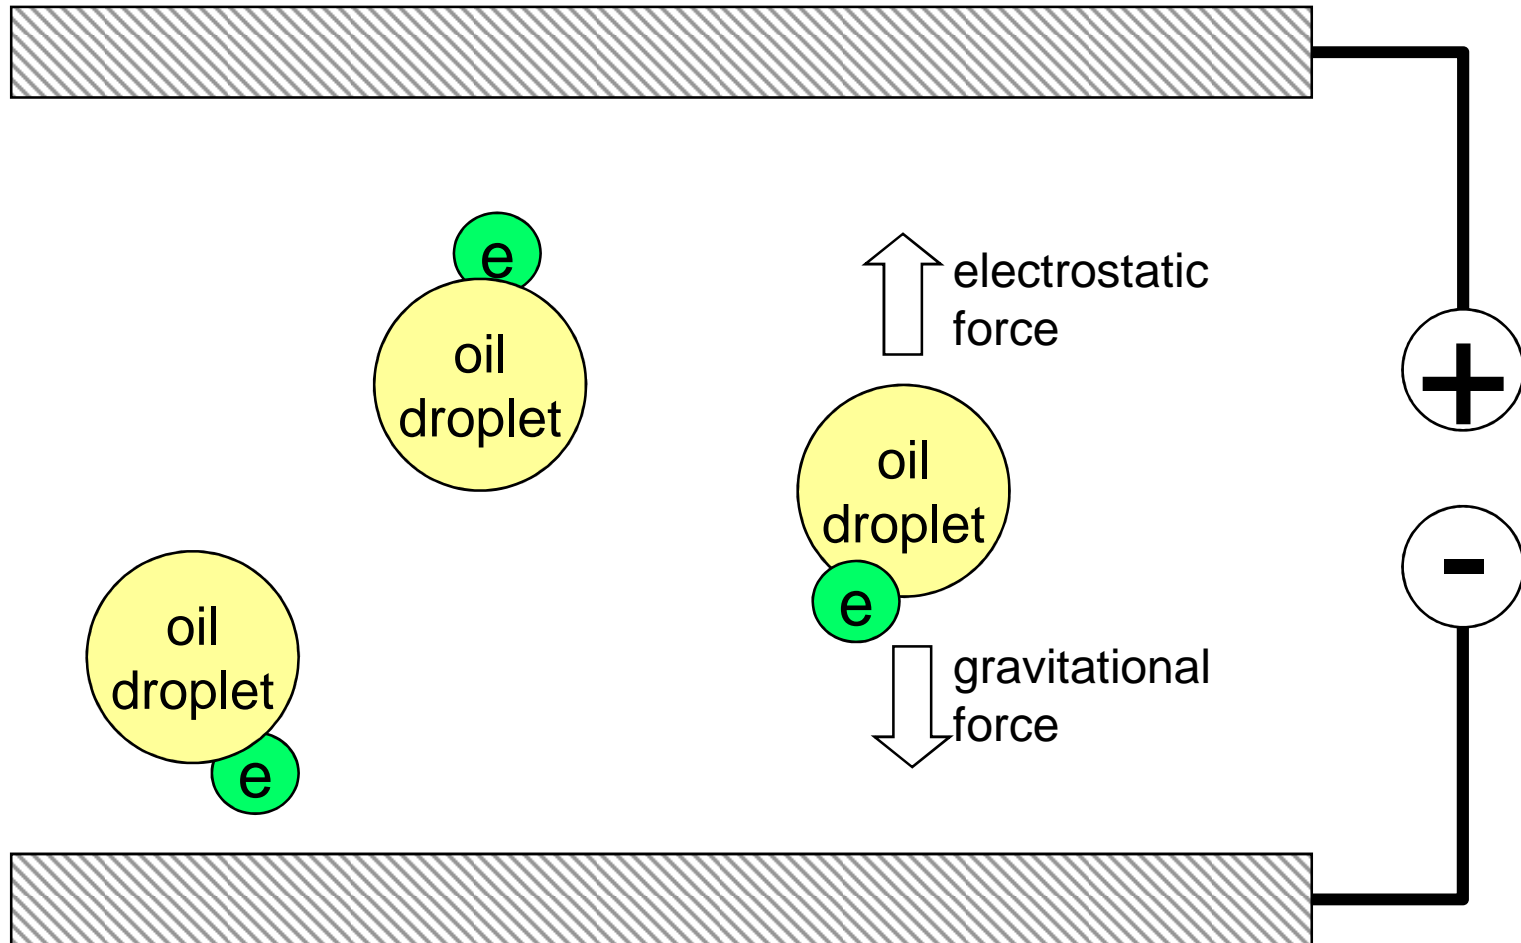 e
oil
droplet
electrostatic
force
+
oil
droplet
e
-
oil
droplet
e
gravitational
force